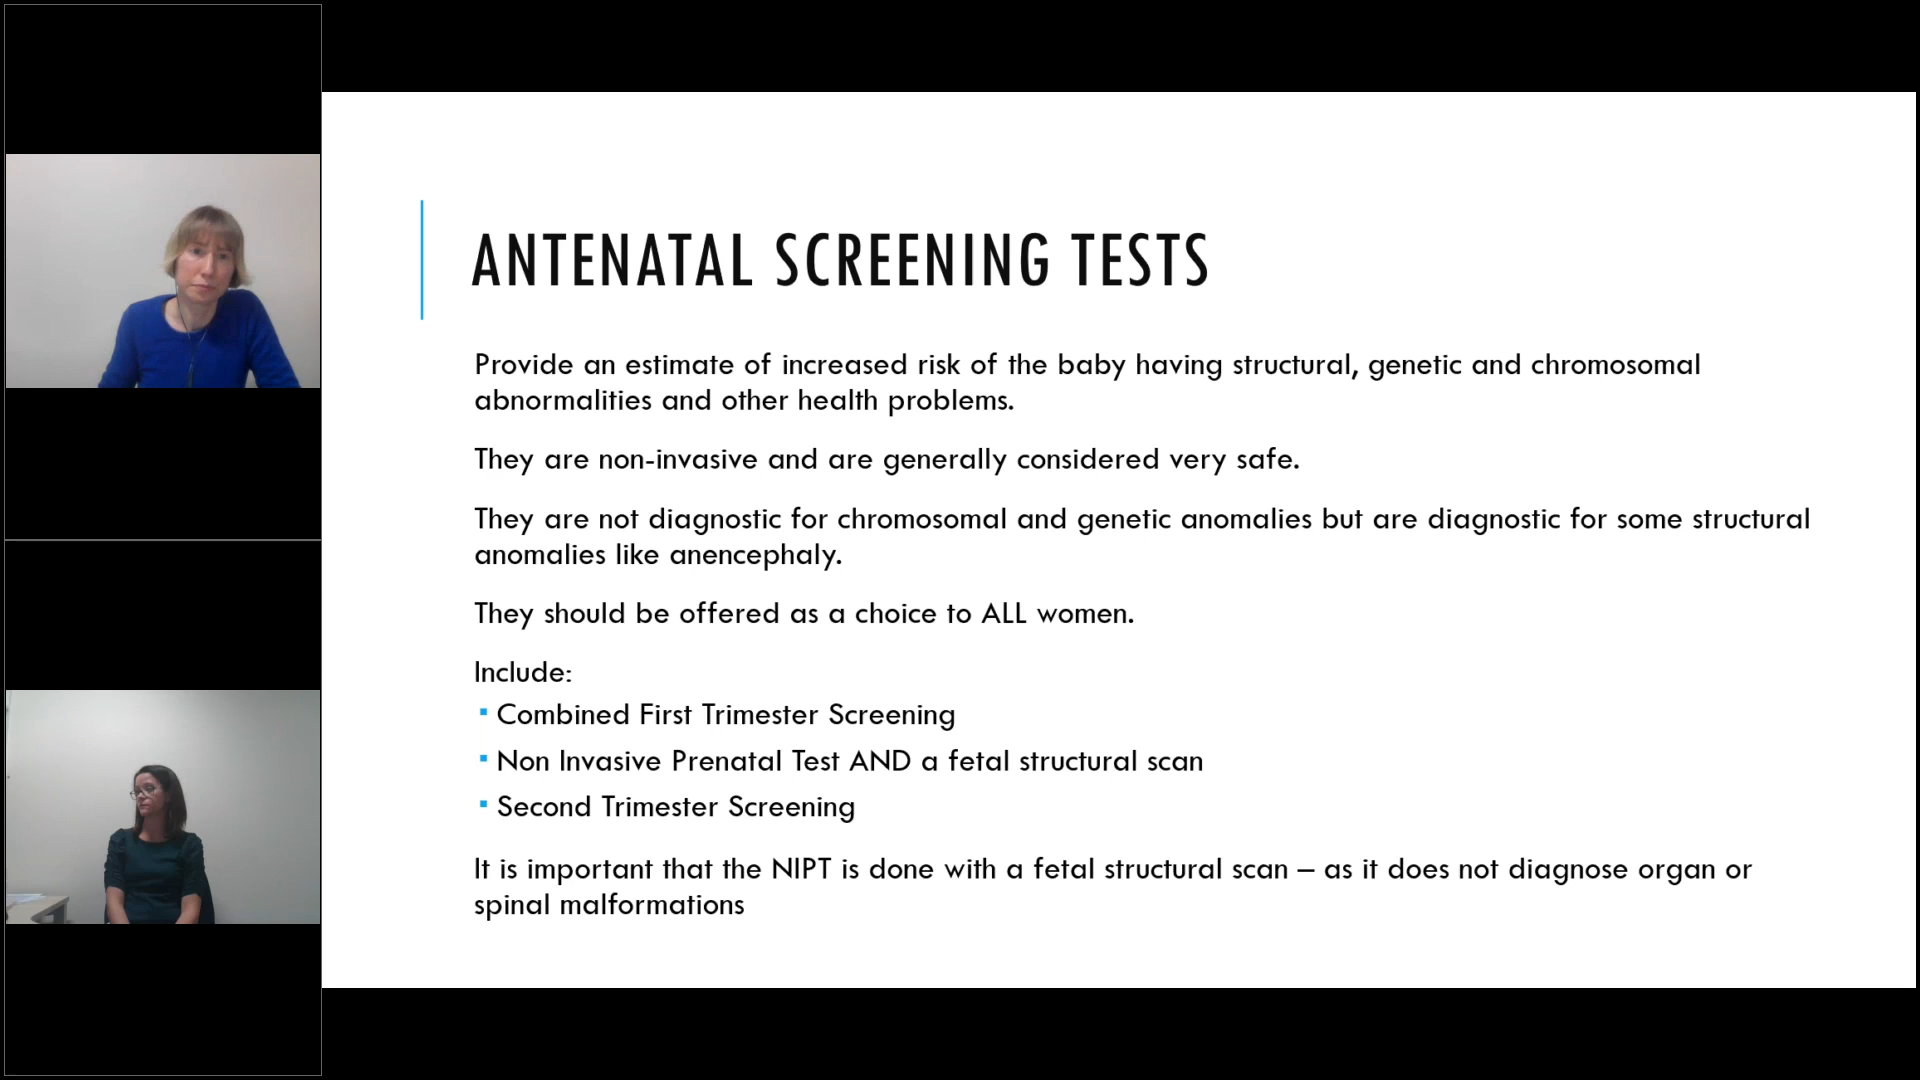 ANTENATAL SCREENING TESTS
Provide an estimate of increased risk of the baby having structural, genetic and chromosomal
abnormalities and other health problems.
They are non-invasive and are generally considered very safe.
They are not diagnostic for chromosomal and genetic anomalies but are diagnostic for some structural
anomalies like anencephaly.
They should be offered as a choice to ALL women.
Include:
▪ Combined First Trimester Screening
▪ Non Invasive Prenatal Test AND a fetal structural scan
▪ Second Trimester Screening
It is important that the NIPT is done with a fetal structural scan – as it does not diagnose organ or
spinal malformations